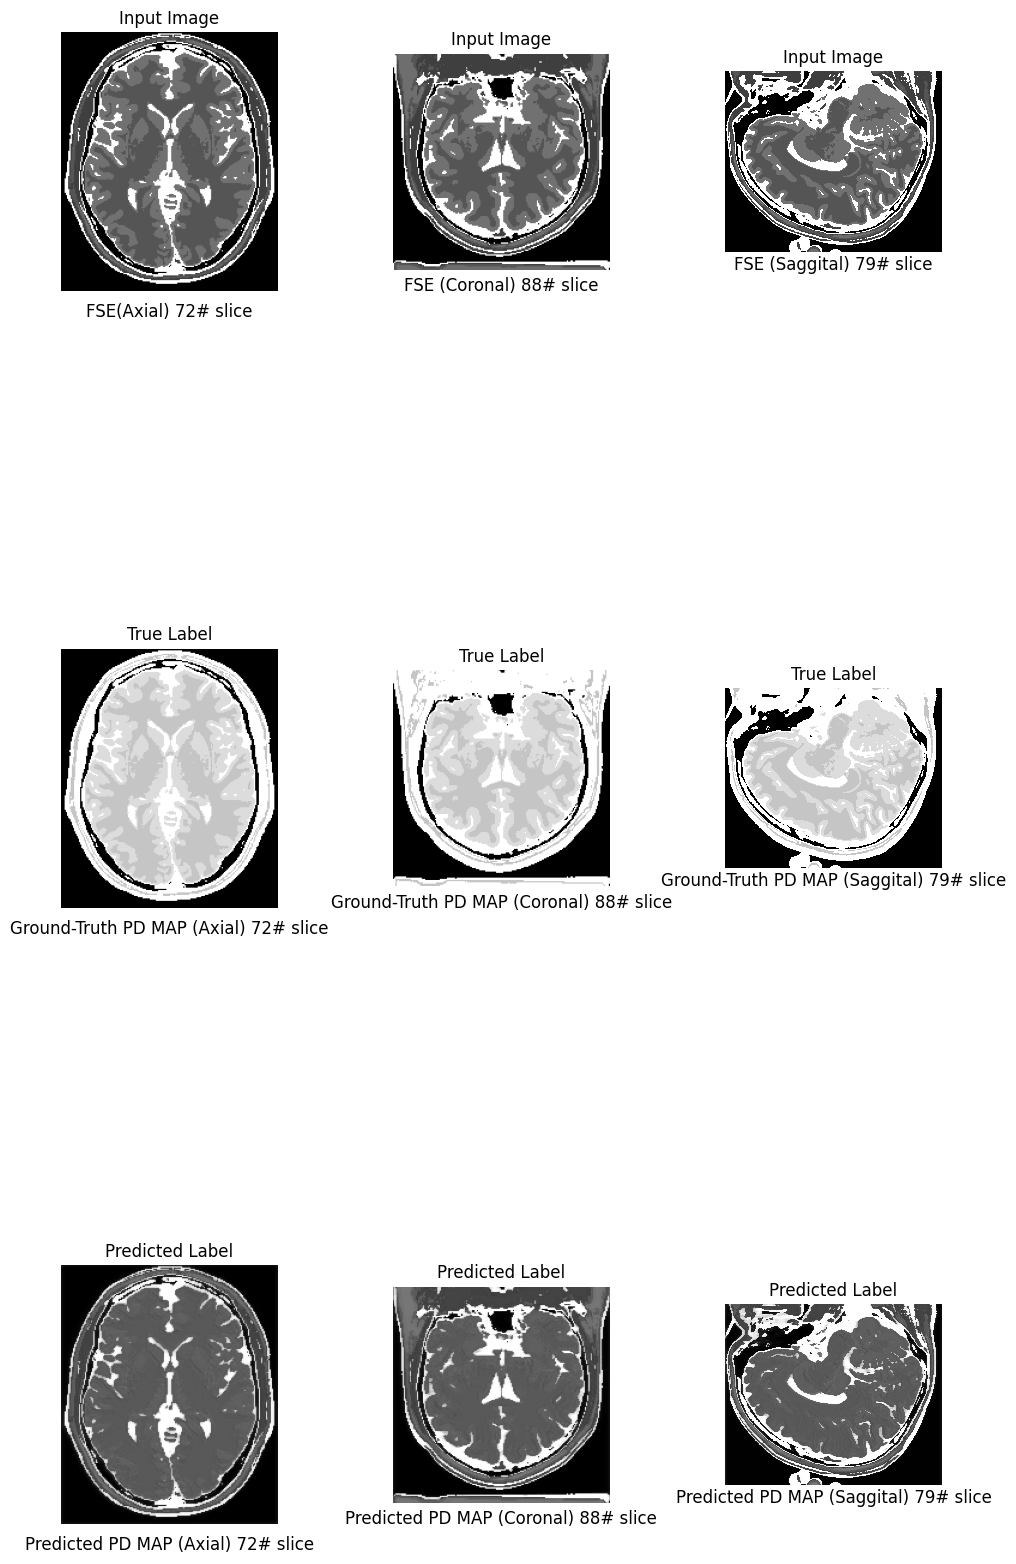 Input Image
Input Image
Input Image
FSE(Axial) 72# slice
FSE (Coronal) 88# slice
FSE (Saggital) 79# slice
True Label
True Label
True Label
Ground-Truth PD MAP (Axial) 72# slice
Ground-Truth PD MAP (Coronal) 88# slice
Ground-Truth PD MAP (Saggital) 79# slice
Predicted Label
Predicted Label
Predicted Label
Predicted PD MAP (Axial) 72# slice
Predicted PD MAP (Coronal) 88# slice
Predicted PD MAP (Saggital) 79# slice